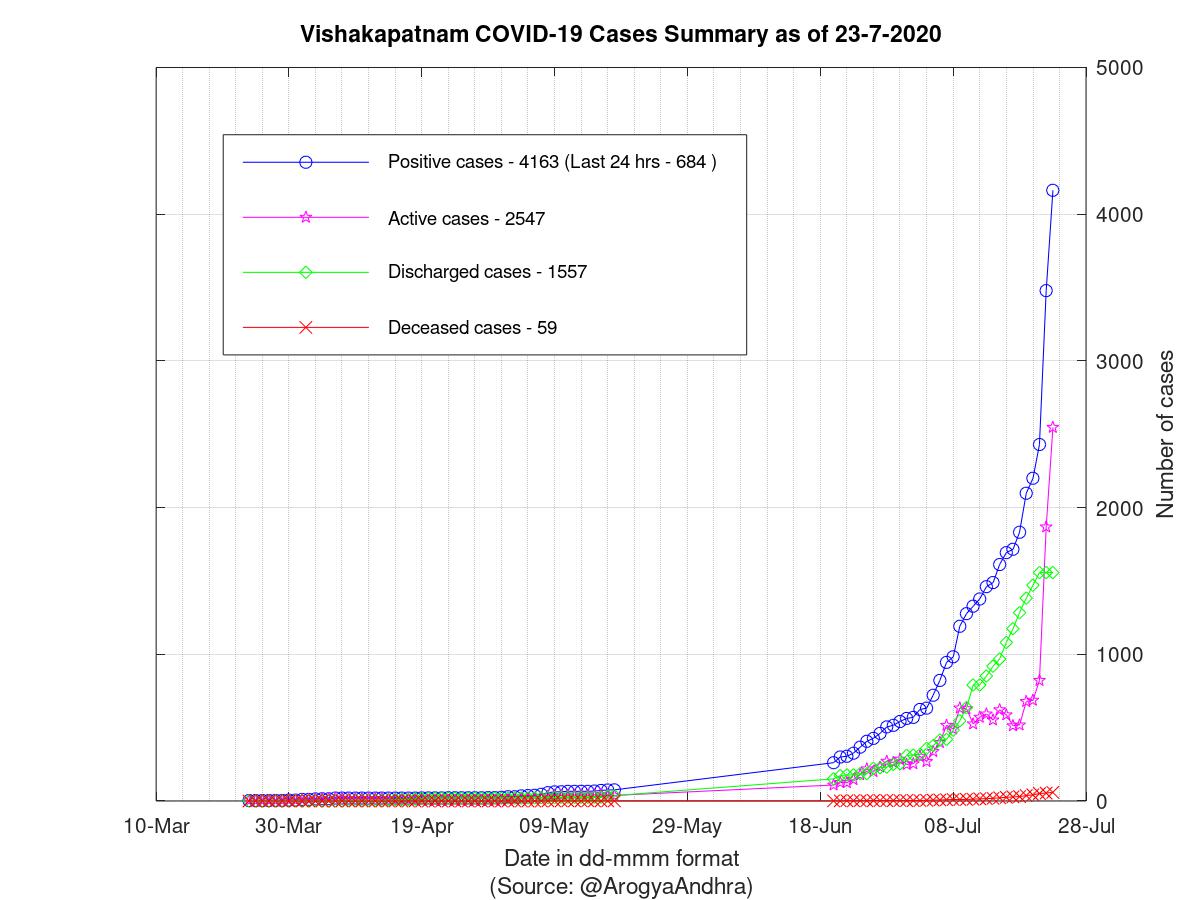 Vishakapatnam COVID-19 Cases Summary as of 23-7-2020
Positive cases - 4163 (Last 24 hrs - 684 )
Active cases - 2547
Discharged cases - 1557
Deceased cases - 59
5000
4000
3000
2000
1000
0
Number of cases
10-Mar 30-Mar 19-Apr 09-May 29-May 18-Jun 08-Jul 28-Jul
Date in dd-mmm format
(Source: @ArogyaAndhra)